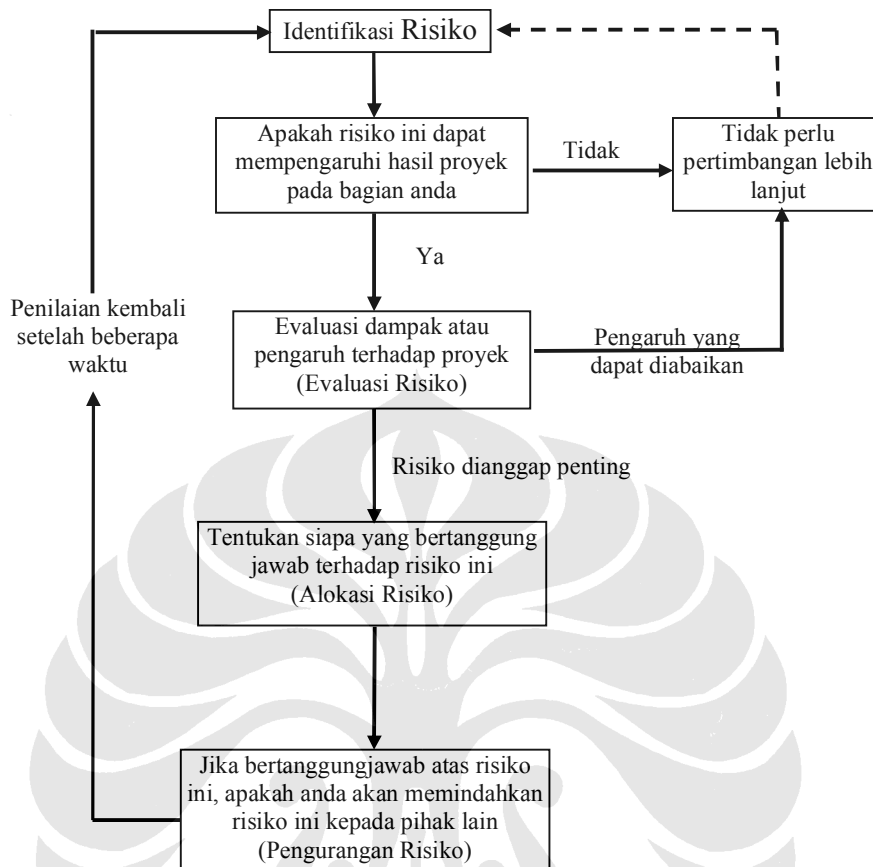 Identifikasi Risiko
Apakah risiko ini dapat
mempengaruhi hasil proyek
pada bagian anda
Tidak
Tidak perlu
pertimbangan lebih
lanjut
Ya
Penilaian kembali
setelah beberapa
waktu
Evaluasi dampak atau
pengaruh terhadap proyek
(Evaluasi Risiko)
Pengaruh yang
dapat diabaikan
Risiko dianggap penting
Tentukan siapa yang bertanggung
jawab terhadap risiko ini
(Alokasi Risiko)
Jika bertanggungjawab atas risiko
ini, apakah anda akan memindahkan
risiko ini kepada pihak lain
(Pengurangan Risiko)